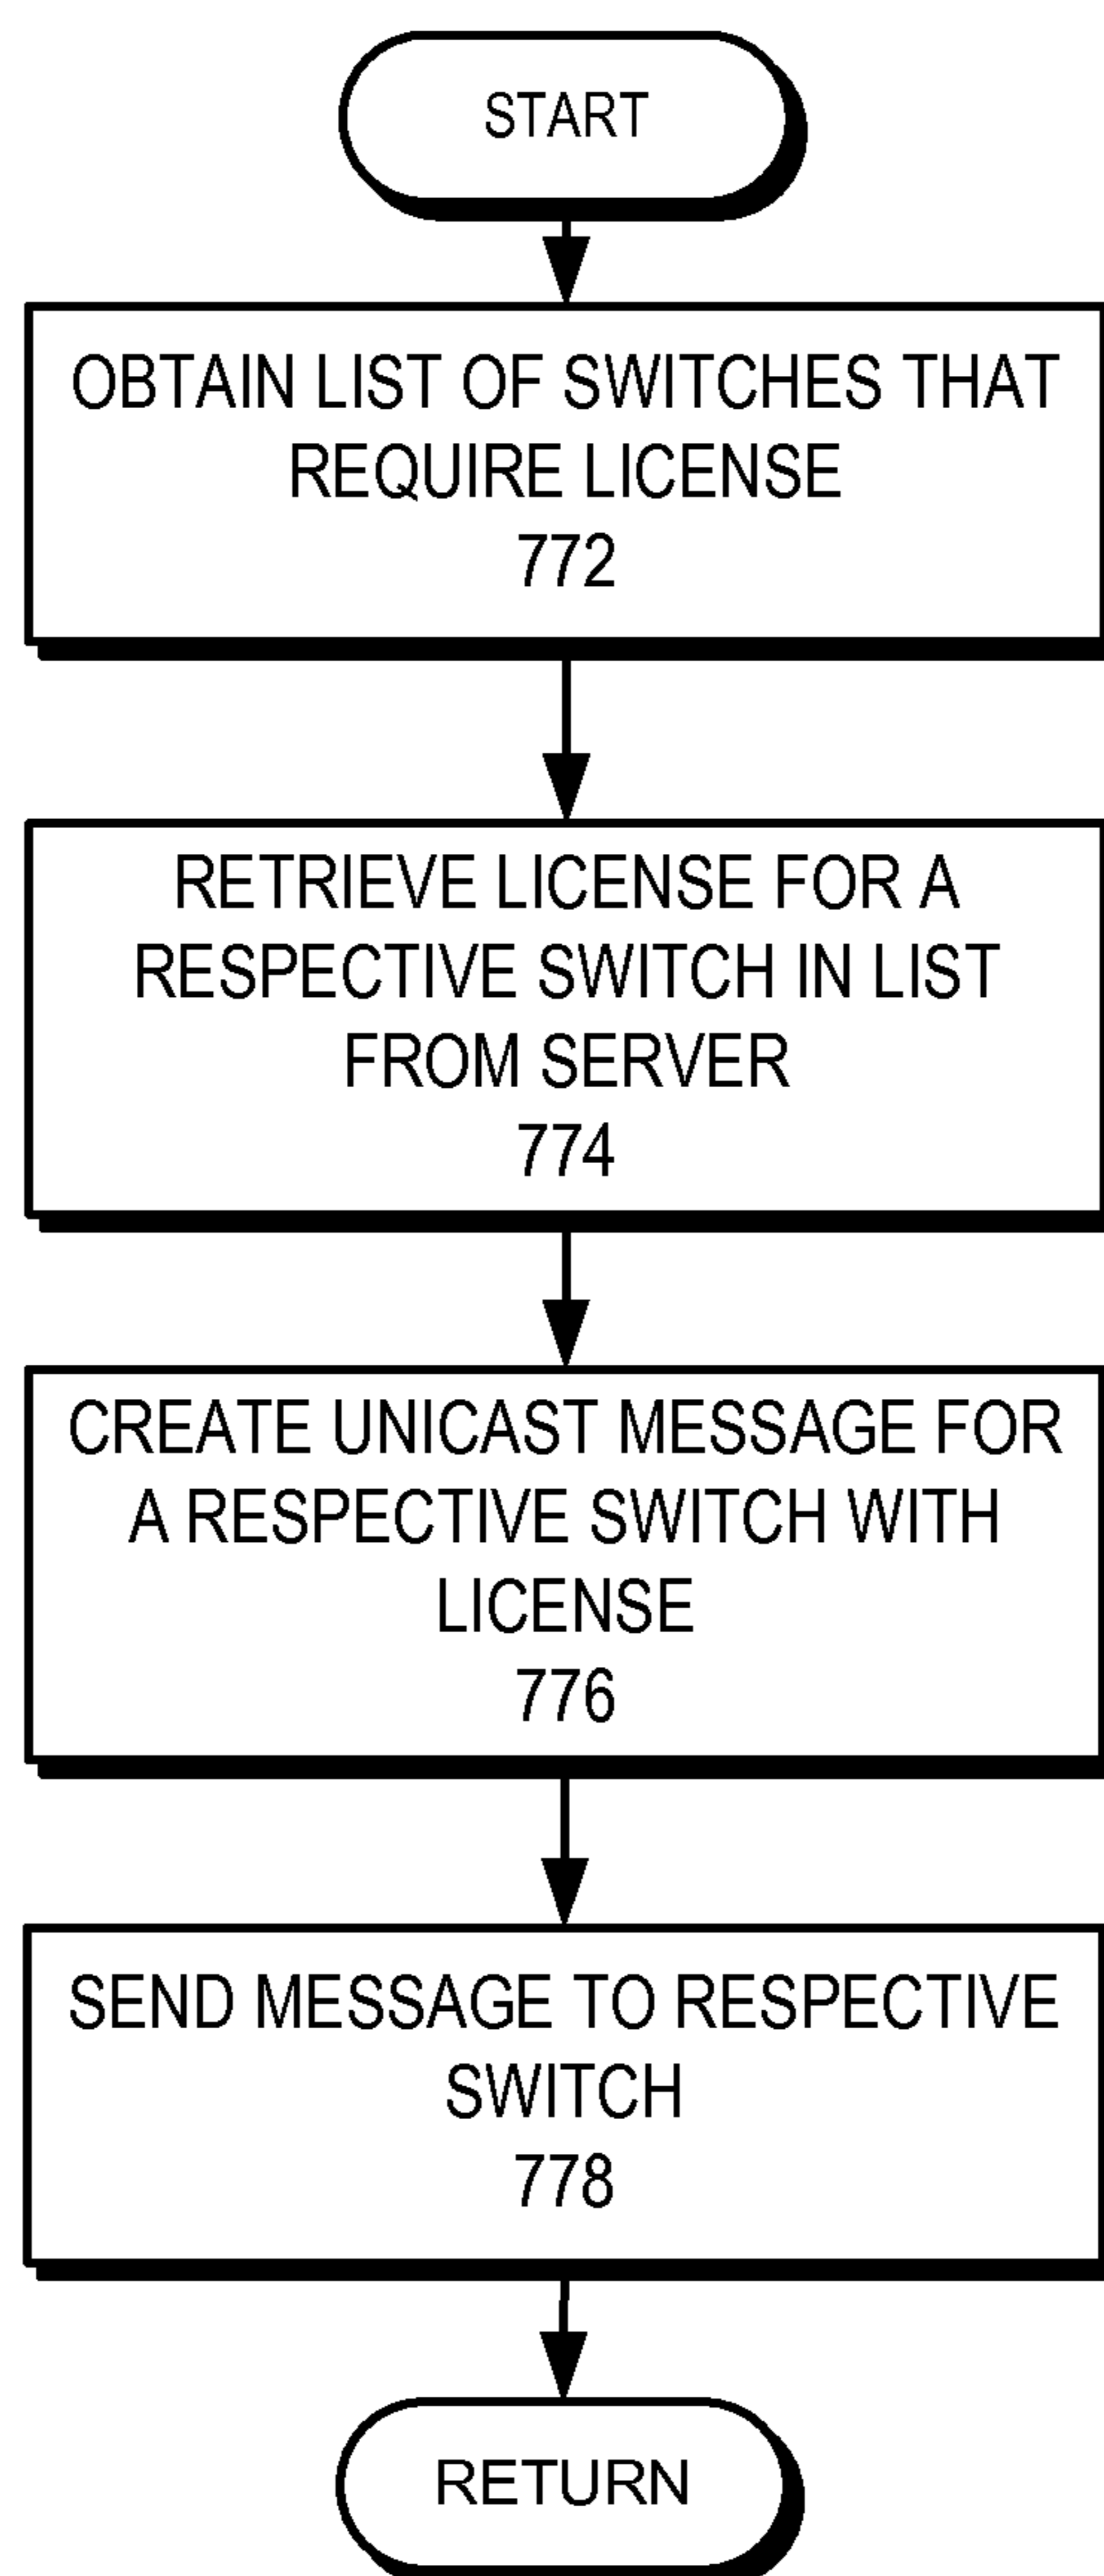 START
OBTAIN LIST OF SWITCHES THAT
REQUIRE LICENSE
772
RETRIEVE LICENSE FOR A
RESPECTIVE SWITCH IN LIST
FROM SERVER
774
CREATE UNICAST MESSAGE FOR
A RESPECTIVE SWITCH WITH
LICENSE
776
SEND MESSAGE TO RESPECTIVE
SWITCH
778
RETURN